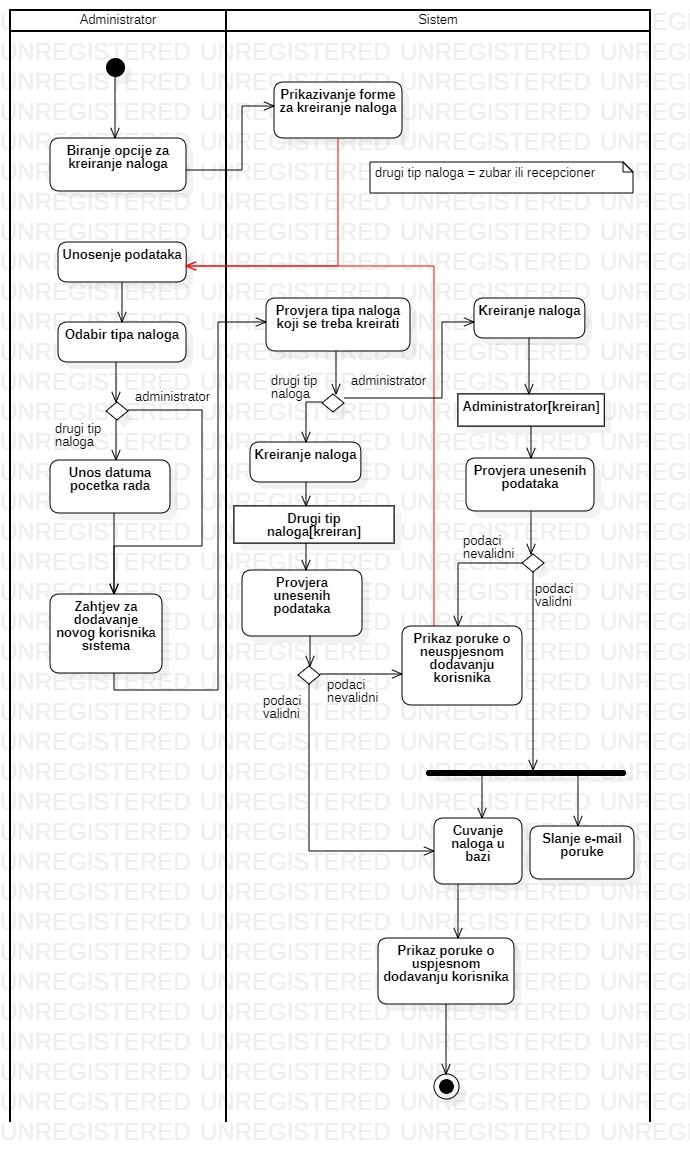 Administrator
Sistem
Prikazivanje forme
za kreiranje naloga
Biranje opcije za
kreiranje naloga
drugi tip naloga = zubar ili recepcioner
Unosenje podataka
Odabir tipa naloga
Provjera tipa naloga
koji se treba kreirati
Kreiranje naloga
administrator
drugi tip
naloga
drugi tip
naloga
administrator
Administrator[kreiran]
Unos datuma
pocetka rada
Kreiranje naloga
Provjera unesenih
podataka
Drugi tip
naloga[kreiran]
podaci
nevalidni
podaci
validni
Provjera
unesenih
podataka
Zahtjev za
dodavanje
novog korisnika
sistema
Prikaz poruke o
neuspjesnom
dodavanju
korisnika
podaci
nevalidni
podaci
validni
Cuvanje
naloga u
bazi
Slanje e-mail
poruke
Prikaz poruke o
uspjesnom
dodavanju korisnika
UNREGISTERED